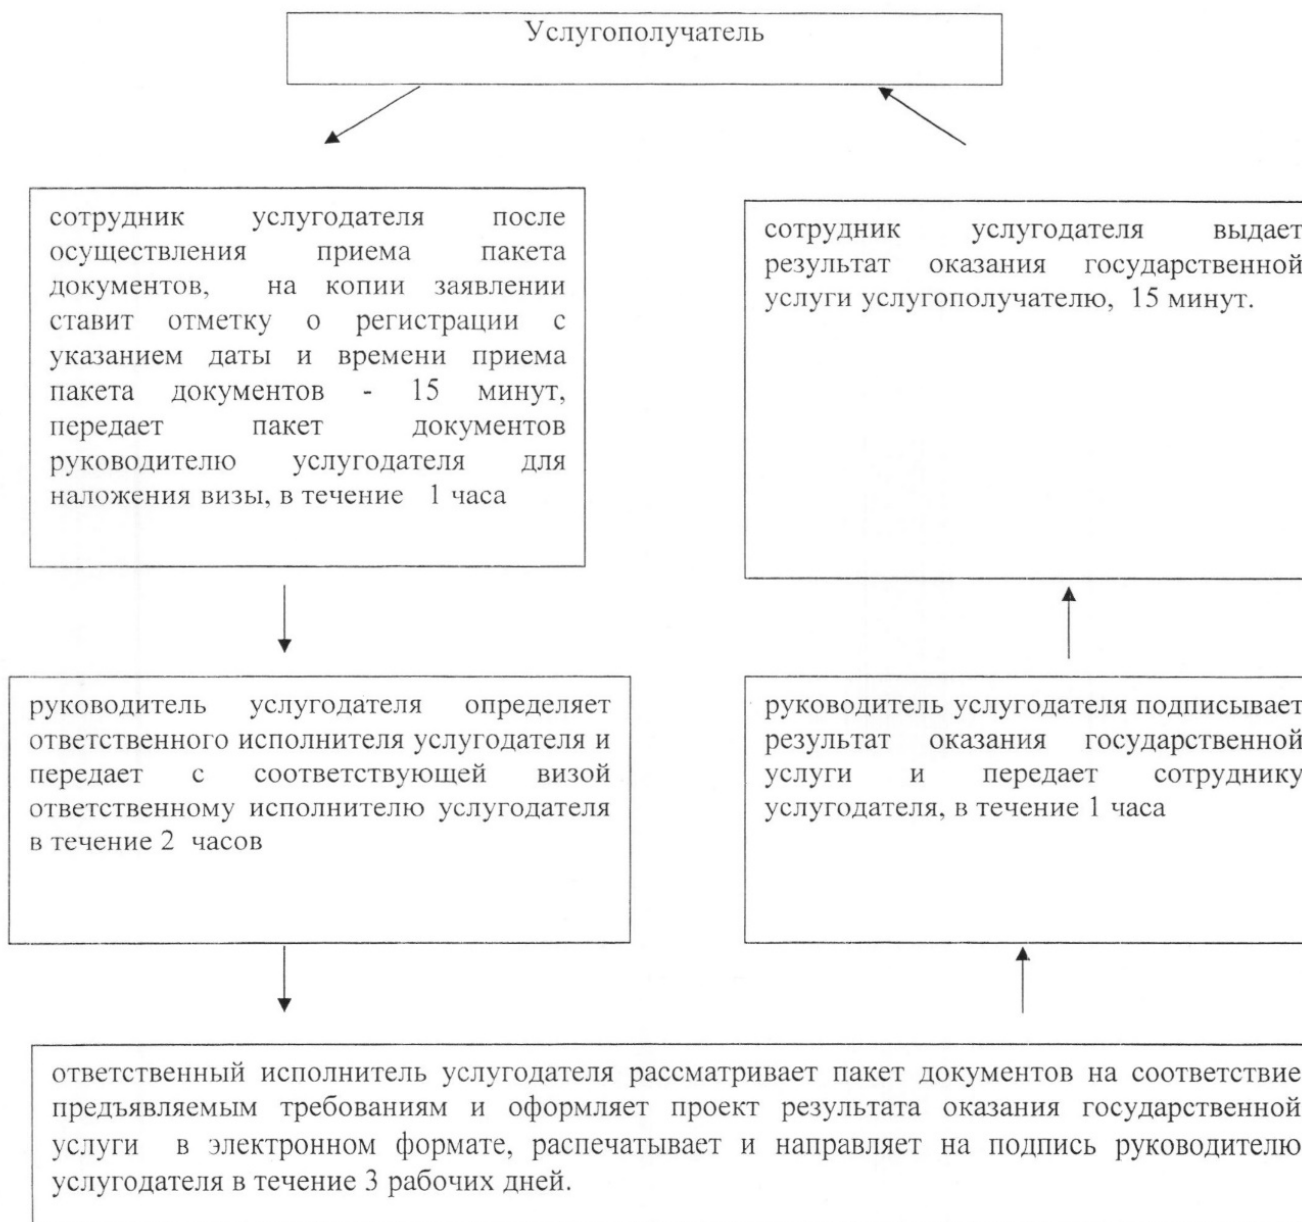 Услугополучатель
сотрудник услугодателя после
осуществления приема пакета
документов, на копии заявлении
ставит отметку о регистрации с
указанием даты и времени приема
пакета документов - 15 минут,
передает пакет документов
руководителю услугодателя для
наложения визы, в течение 1 часа
сотрудник услугодателя выдает
результат оказания государственной
услуги услугополучателю, 15 минут.
руководитель услугодателя определяет
ответственного исполнителя услугодателя и
передает с соответствующей визой
ответственному исполнителю услугодателя
в течение 2 часов
руководитель услугодателя подписывает
результат оказания государственной
услуги и передает сотруднику
услугодателя, в течение 1 часа
ответственный исполнитель услугодателя рассматривает пакет документов на соответствие
предъявляемым требованиям и оформляет проект результата оказания государственной
услуги в электронном формате, распечатывает и направляет на подпись руководителю
услугодателя в течение 3 рабочих дней.